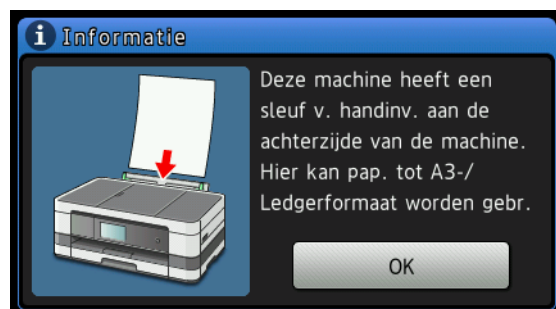 Informatie
Deze machine heeft een
sleuf v. handinv. aan de
achterzijde van de machine.
Hier kan pap. tot A3-/
Ledgerformaat worden gebr.
OK